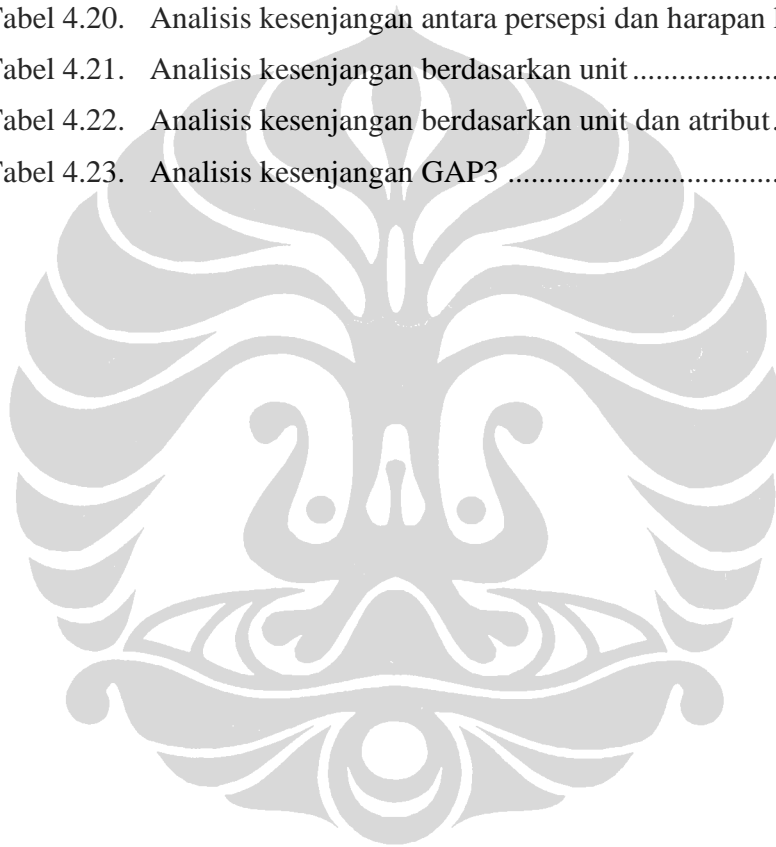 Tabel 4.20. Analisis kesenjangan antara persepsi dan harapan
Tabel 4.21. Analisis kesenjangan berdasarkan unit ...................
Tabel 4.22. Analisis kesenjangan berdasarkan unit dan atribut.
Tabel 4.23. Analisis kesenjangan GAP3 ...................................